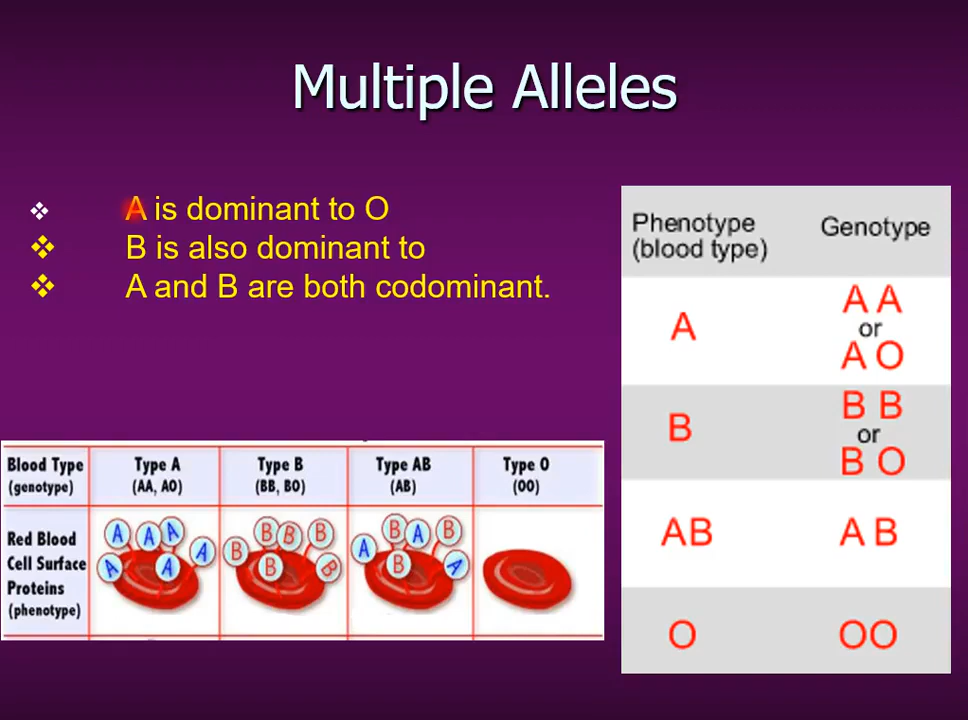 Multiple Alleles
❖ A is dominant to O
❖ B is also dominant to
❖ A and B are both codominant.
Phenotype (blood type) Genotype
A A A or A O
B B B or B O
AB A B
O OO
Blood Type (genotype) Type A (AA, AO) Type B (BB, BO) Type AB (AB) Type O (OO)
Red Blood Cell Surface Proteins (phenotype)
A A A A A A
B B B B B B
B A B A B A